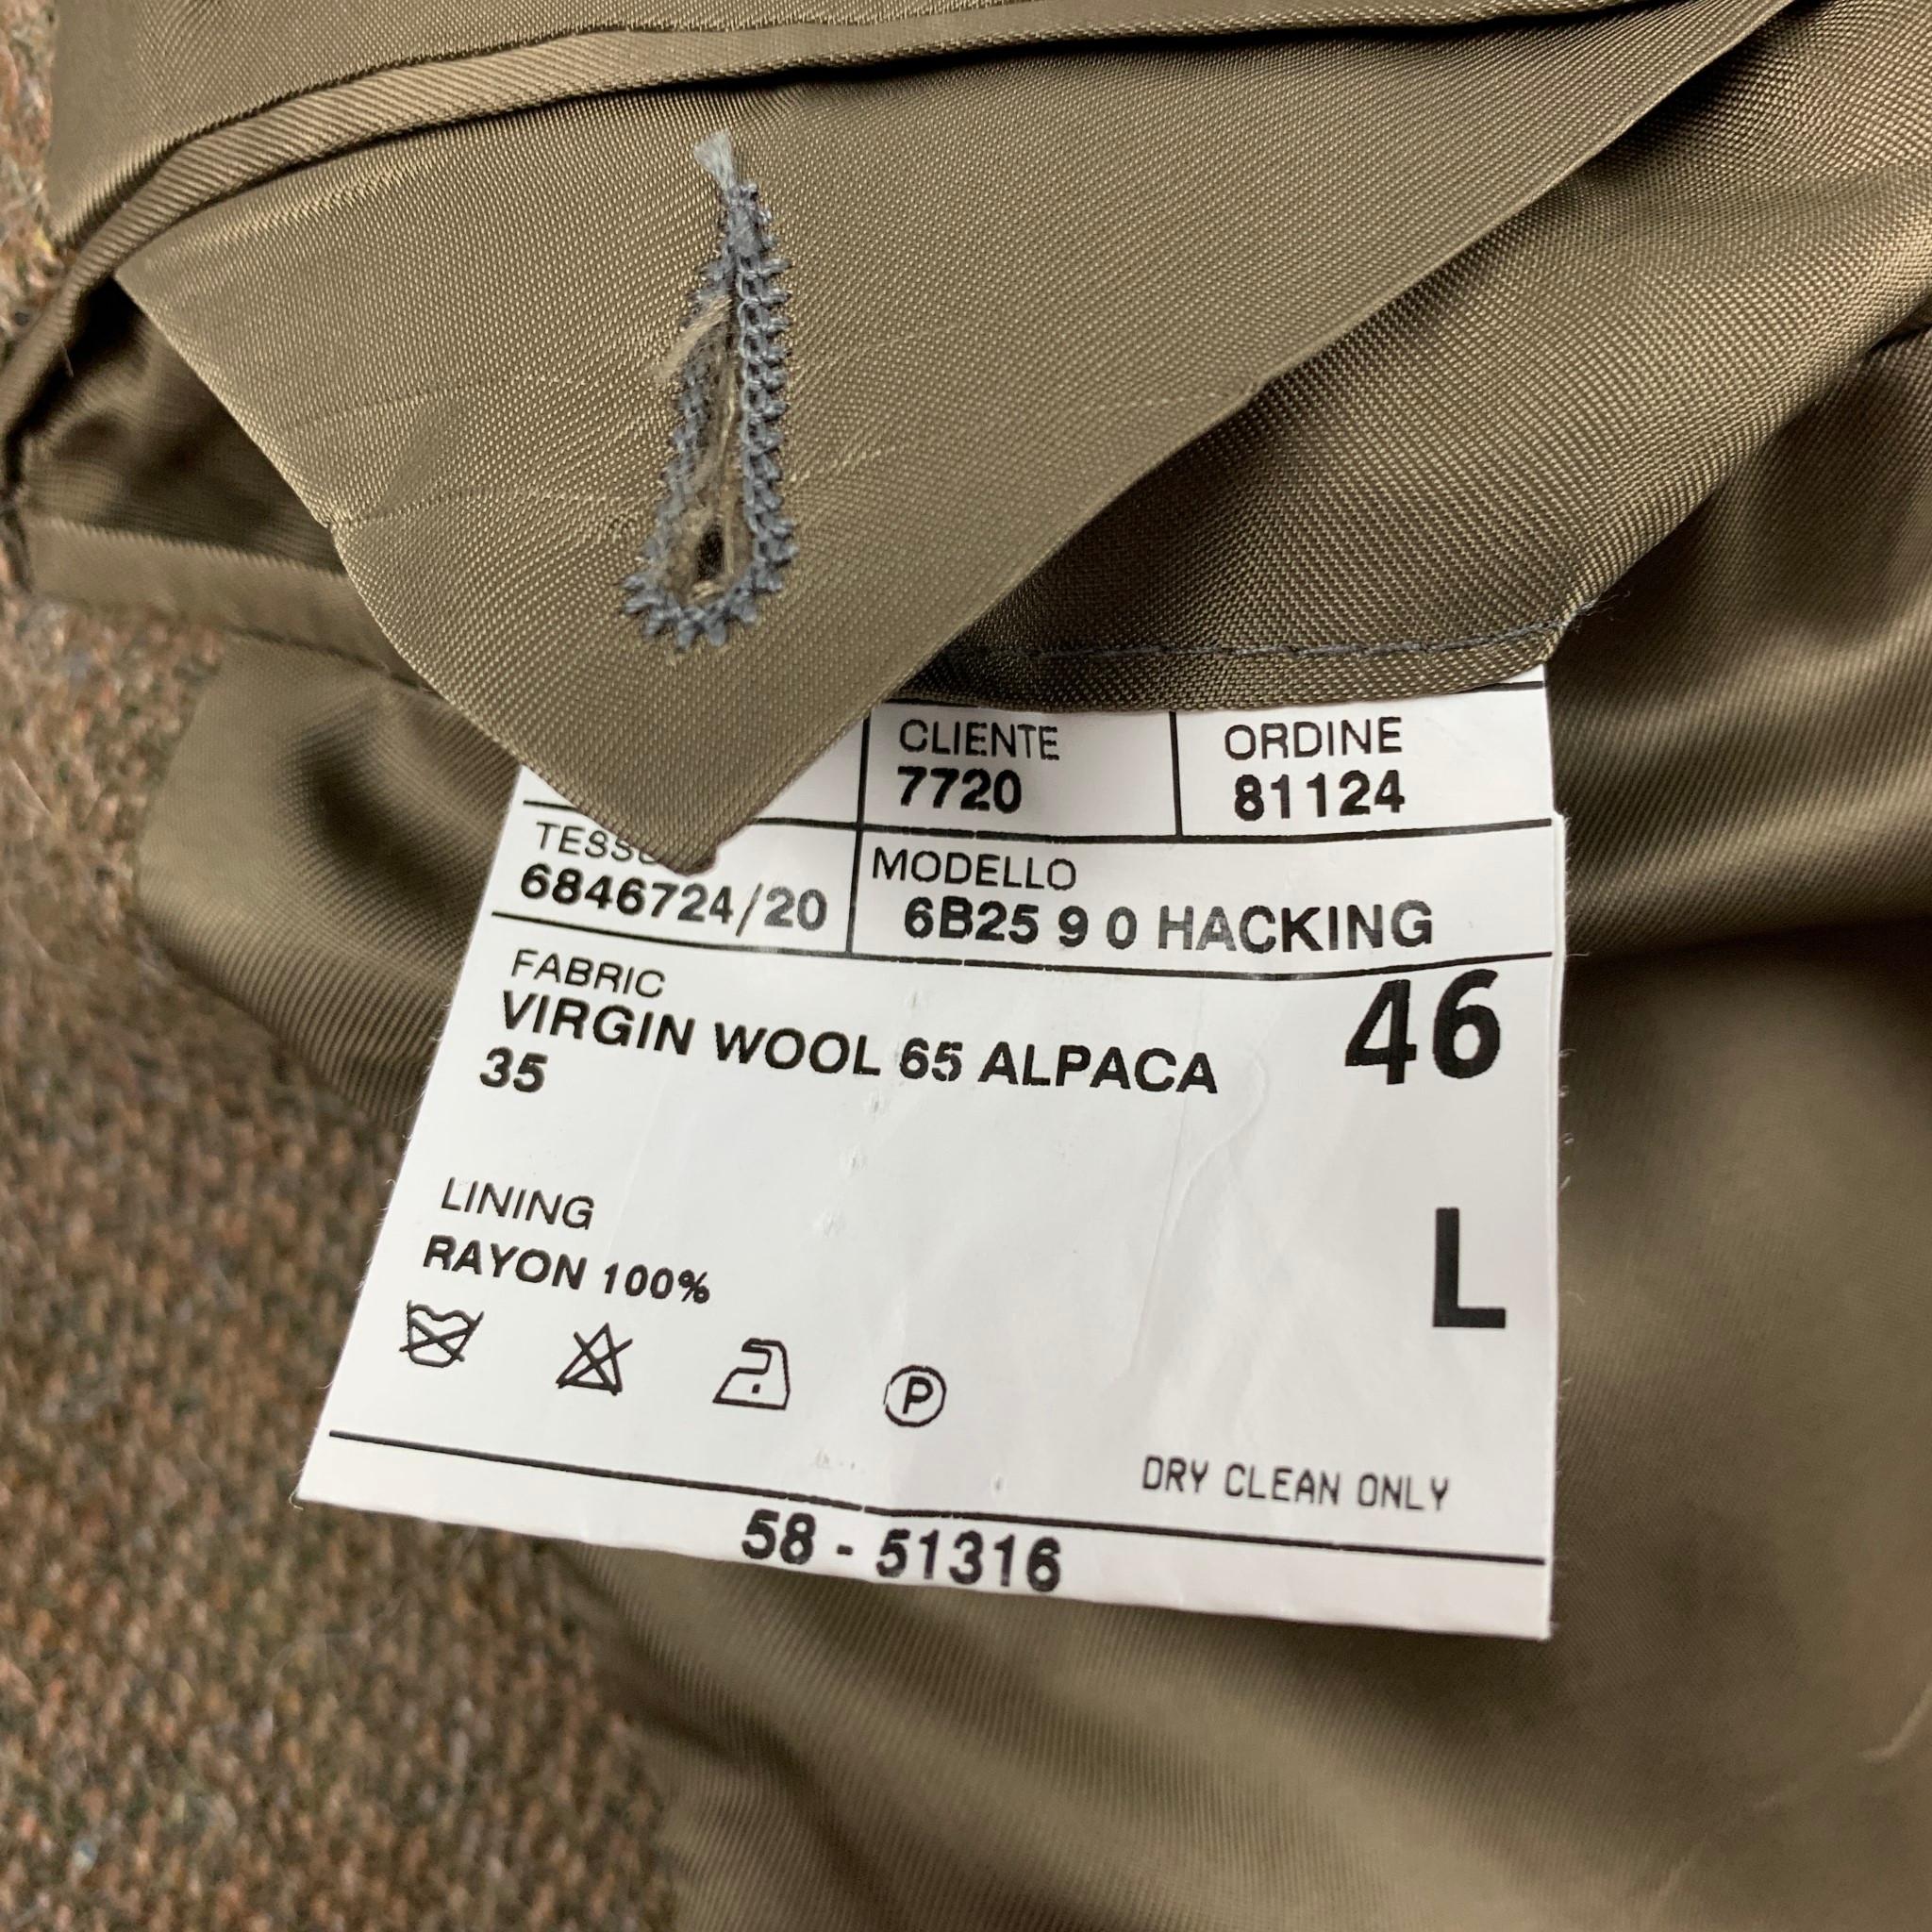 CLIENTE
7720
ORDINE
81124
6846724/20
MODELLO
6B25 9 0 HACKING
FABRIC
VIRGIN WOOL 65 ALPACA
35
46
LINING
RAYON 100%
L
P
DRY CLEAN ONLY
58 - 51316